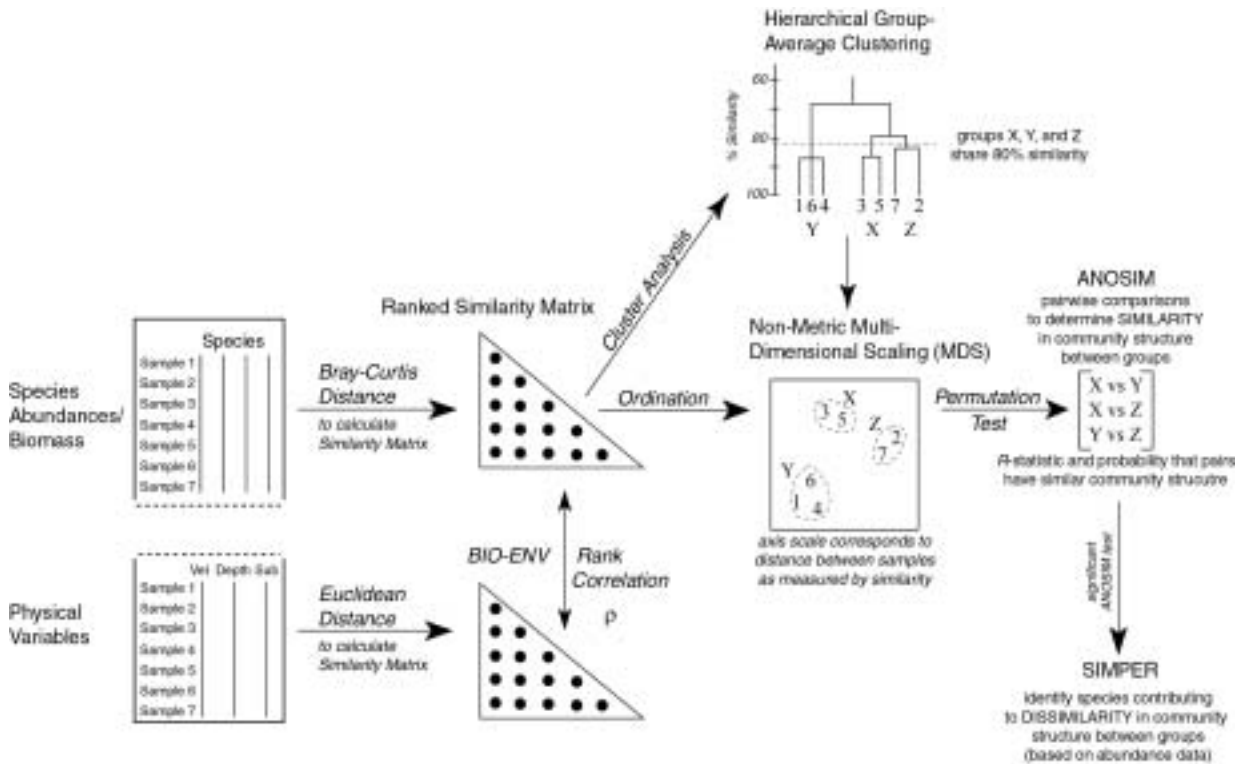 Hierarchical Group-
Average Clustering
% Similarity
60
80
100
groups X, Y, and Z
share 80% similarity
1 6 4 3 5 7 2
Y X Z
Cluster Analysis
Ranked Similarity Matrix
Species
Abundances/
Biomass
Species
Sample 1
Sample 2
Sample 3
Sample 4
Sample 5
Sample 6
Sample 7
Bray-Curtis
Distance
to calculate
Similarity Matrix
Ordination
Non-Metric Multi-
Dimensional Scaling (MDS)
X
3 5
Z
2
7
Y
6
1 4
axis scale corresponds to
distance between samples
as measured by similarity
Permutation
Test
ANOSIM
pairwise comparisons
to determine SIMILARITY
in community structure
between groups
X vs Y
X vs Z
Y vs Z
R-statistic and probability that pairs
have similar community strucutre
significant
ANOSIM test
SIMPER
identify species contributing
to DISSIMILARITY in community
structure between groups
(based on abundance data)
BIO-ENV
Rank
Correlation
ρ
Physical
Variables
Vel Depth Sub
Sample 1
Sample 2
Sample 3
Sample 4
Sample 5
Sample 6
Sample 7
Euclidean
Distance
to calculate
Similarity Matrix